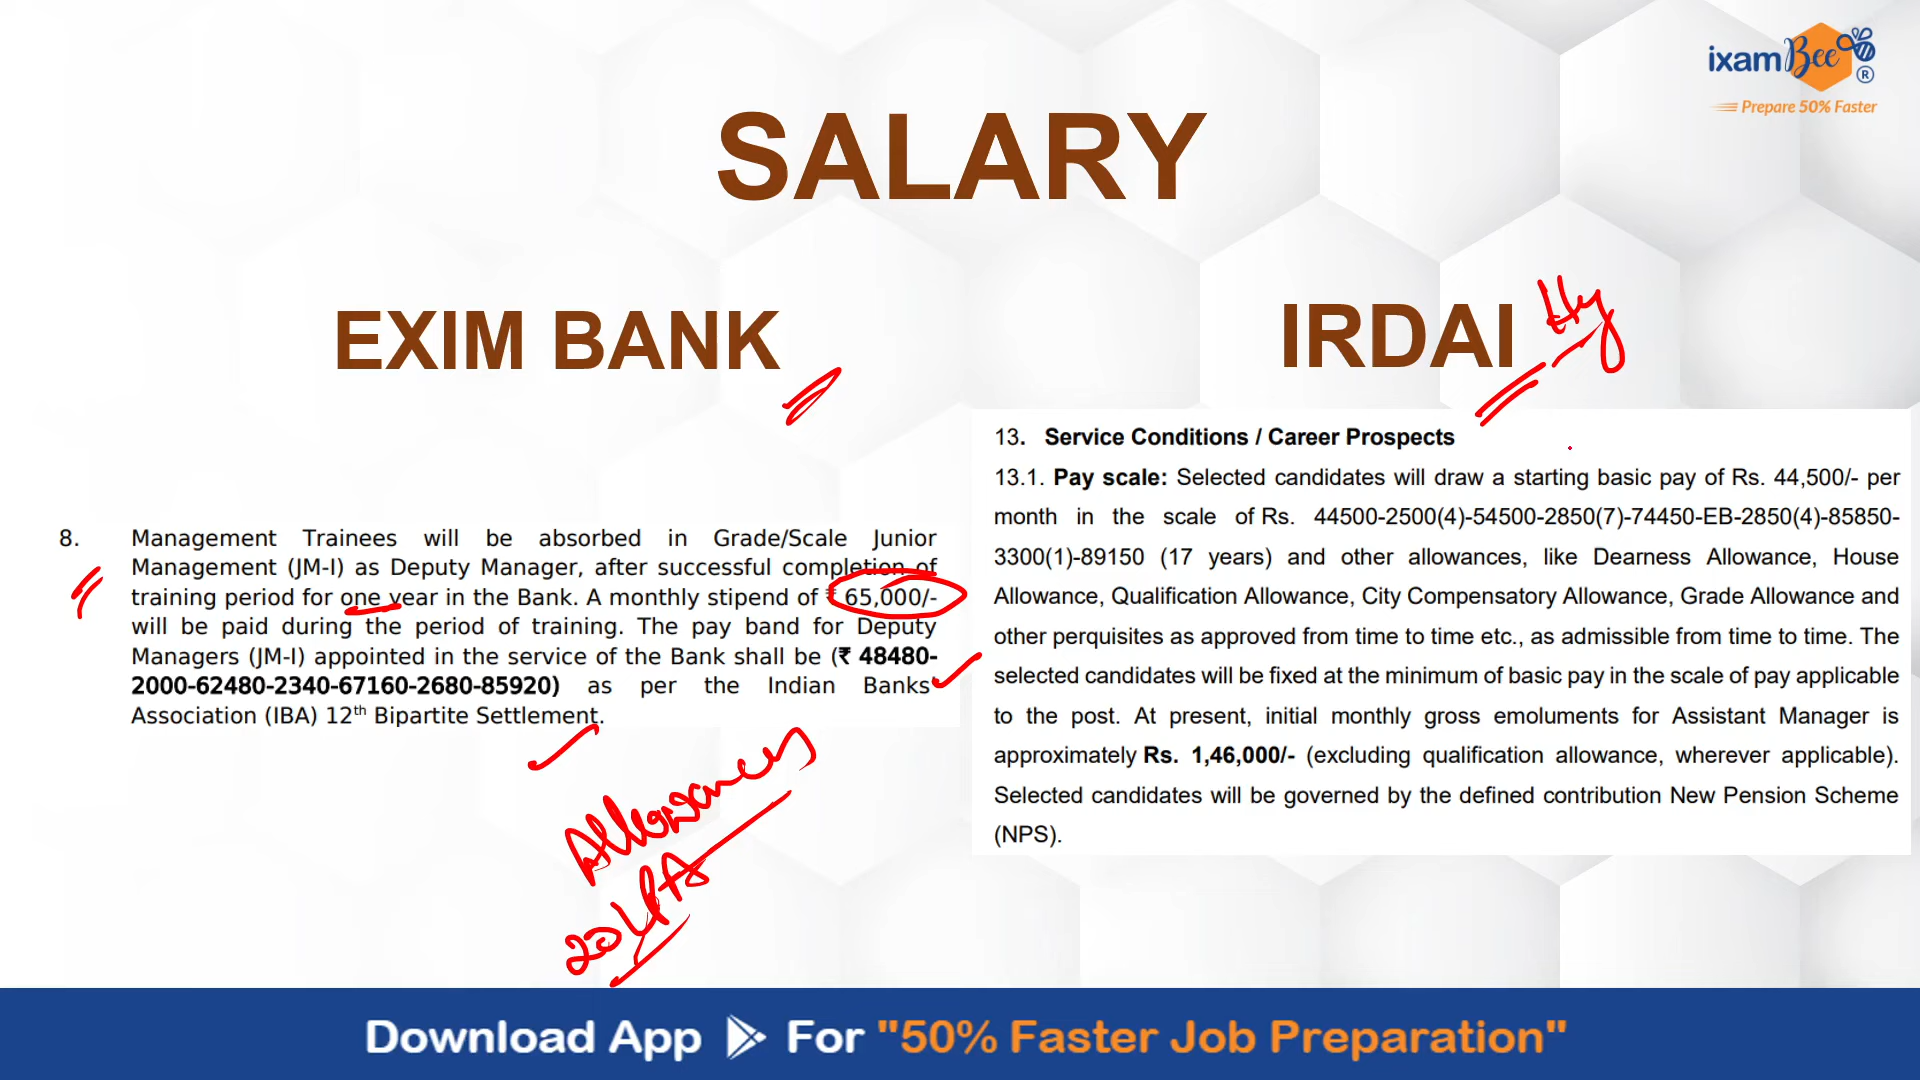 ixamBee
®
Prepare 50% Faster
SALARY
EXIM BANK
IRDAI
8. Management Trainees will be absorbed in Grade/Scale Junior
Management (JM-I) as Deputy Manager, after successful completion of
training period for one year in the Bank. A monthly stipend of ₹ 65,000/-
will be paid during the period of training. The pay band for Deputy
Managers (JM-I) appointed in the service of the Bank shall be (₹ 48480-
2000-62480-2340-67160-2680-85920) as per the Indian Banks'
Association (IBA) 12th Bipartite Settlement.
Allowances
20 LPA
13. Service Conditions / Career Prospects
13.1. Pay scale: Selected candidates will draw a starting basic pay of Rs. 44,500/- per
month in the scale of Rs. 44500-2500(4)-54500-2850(7)-74450-EB-2850(4)-85850-
3300(1)-89150 (17 years) and other allowances, like Dearness Allowance, House
Allowance, Qualification Allowance, City Compensatory Allowance, Grade Allowance and
other perquisites as approved from time to time etc., as admissible from time to time. The
selected candidates will be fixed at the minimum of basic pay in the scale of pay applicable
to the post. At present, initial monthly gross emoluments for Assistant Manager is
approximately Rs. 1,46,000/- (excluding qualification allowance, wherever applicable).
Selected candidates will be governed by the defined contribution New Pension Scheme
(NPS).
Download App For "50% Faster Job Preparation"